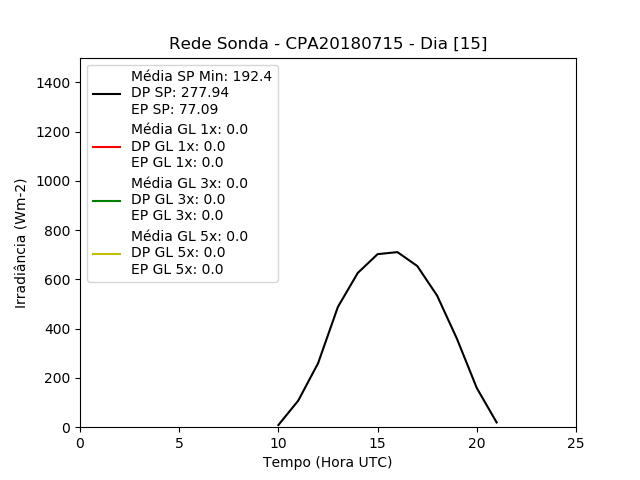 Rede Sonda - CPA20180715 - Dia [15]
Média SP Min: 192.4
DP SP: 277.94
EP SP: 77.09
Média GL 1x: 0.0
DP GL 1x: 0.0
EP GL 1x: 0.0
Média GL 3x: 0.0
DP GL 3x: 0.0
EP GL 3x: 0.0
Média GL 5x: 0.0
DP GL 5x: 0.0
EP GL 5x: 0.0
Irradiância (Wm-2)
1400
1200
1000
800
600
400
200
0
0 5 10 15 20 25
Tempo (Hora UTC)